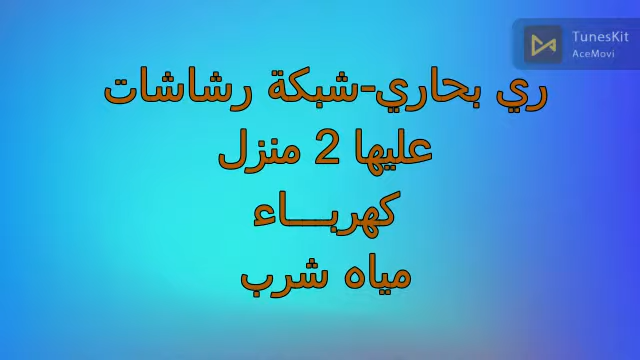 TunesKit
AceMovi
ري بحاري-شبكة رشاشات
عليها 2 منزل
كهربـــاء
مياه شرب